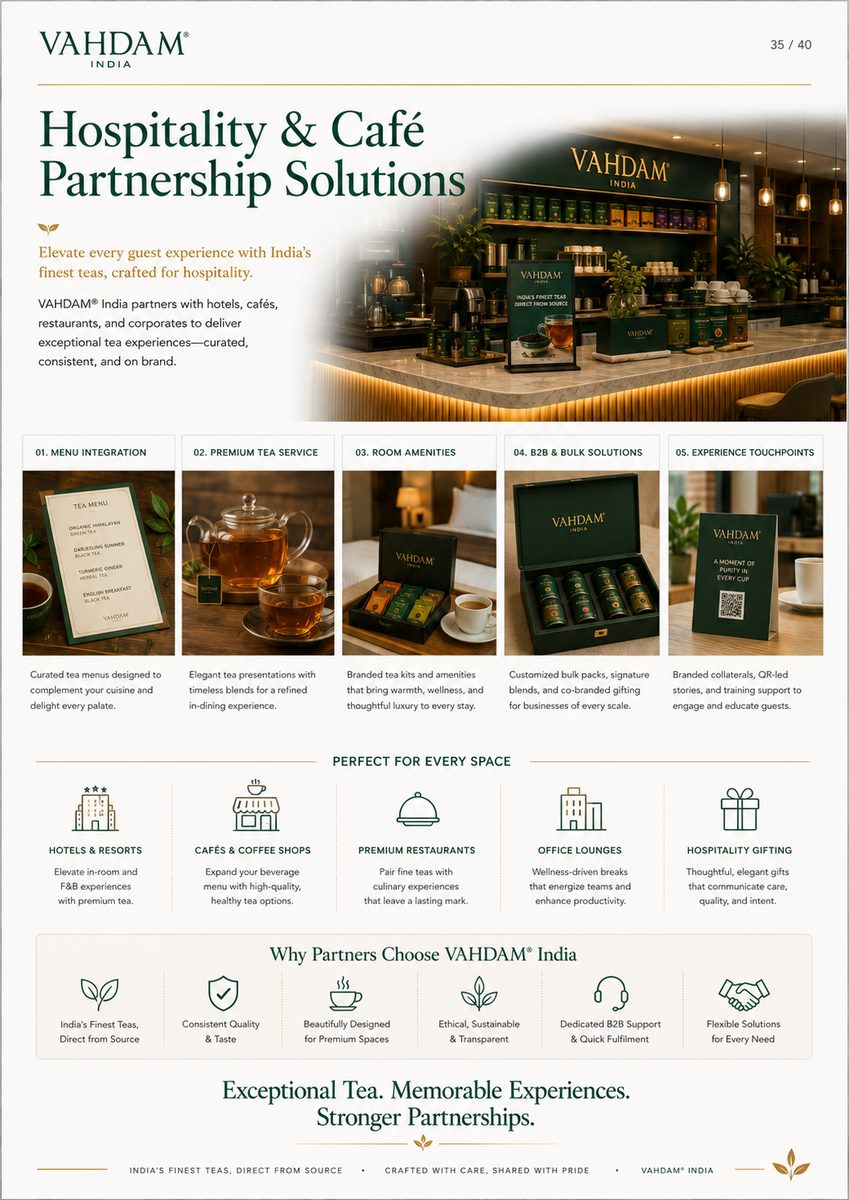 VAHDAM®
INDIA
35 / 40
Hospitality & Café
Partnership Solutions
Elevate every guest experience with India's
finest teas, crafted for hospitality.
VAHDAM® India partners with hotels, cafés,
restaurants, and corporates to deliver
exceptional tea experiences—curated,
consistent, and on brand.
VAHDAM®
INDIA
VAHDAM®
INDIA
INDIA'S FINEST TEAS
DIRECT FROM SOURCE
VAHDAM
01. MENU INTEGRATION
TEA MENU
ORGANIC HIMALAYAN
GREEN TEA
DARJEELING SUMMER
BLACK TEA
TURMERIC GINGER
HERBAL TEA
ENGLISH BREAKFAST
BLACK TEA
VAHDAM
Curated tea menus designed to
complement your cuisine and
delight every palate.
02. PREMIUM TEA SERVICE
Elegant tea presentations with
timeless blends for a refined
in-dining experience.
03. ROOM AMENITIES
VAHDAM®
INDIA
Branded tea kits and amenities
that bring warmth, wellness, and
thoughtful luxury to every stay.
04. B2B & BULK SOLUTIONS
VAHDAM®
INDIA
Customized bulk packs, signature
blends, and co-branded gifting
for businesses of every scale.
05. EXPERIENCE TOUCHPOINTS
VAHDAM®
INDIA
A MOMENT OF
PURITY IN
EVERY CUP
Branded collaterals, QR-led
stories, and training support to
engage and educate guests.
PERFECT FOR EVERY SPACE
HOTELS & RESORTS
Elevate in-room and
F&B experiences
with premium tea.
CAFÉS & COFFEE SHOPS
Expand your beverage
menu with high-quality,
healthy tea options.
PREMIUM RESTAURANTS
Pair fine teas with
culinary experiences
that leave a lasting mark.
OFFICE LOUNGES
Wellness-driven breaks
that energize teams and
enhance productivity.
HOSPITALITY GIFTING
Thoughtful, elegant gifts
that communicate care,
quality, and intent.
Why Partners Choose VAHDAM® India
India's Finest Teas,
Direct from Source
Consistent Quality
& Taste
Beautifully Designed
for Premium Spaces
Ethical, Sustainable
& Transparent
Dedicated B2B Support
& Quick Fulfilment
Flexible Solutions
for Every Need
Exceptional Tea. Memorable Experiences.
Stronger Partnerships.
INDIA'S FINEST TEAS, DIRECT FROM SOURCE • CRAFTED WITH CARE, SHARED WITH PRIDE • VAHDAM® INDIA